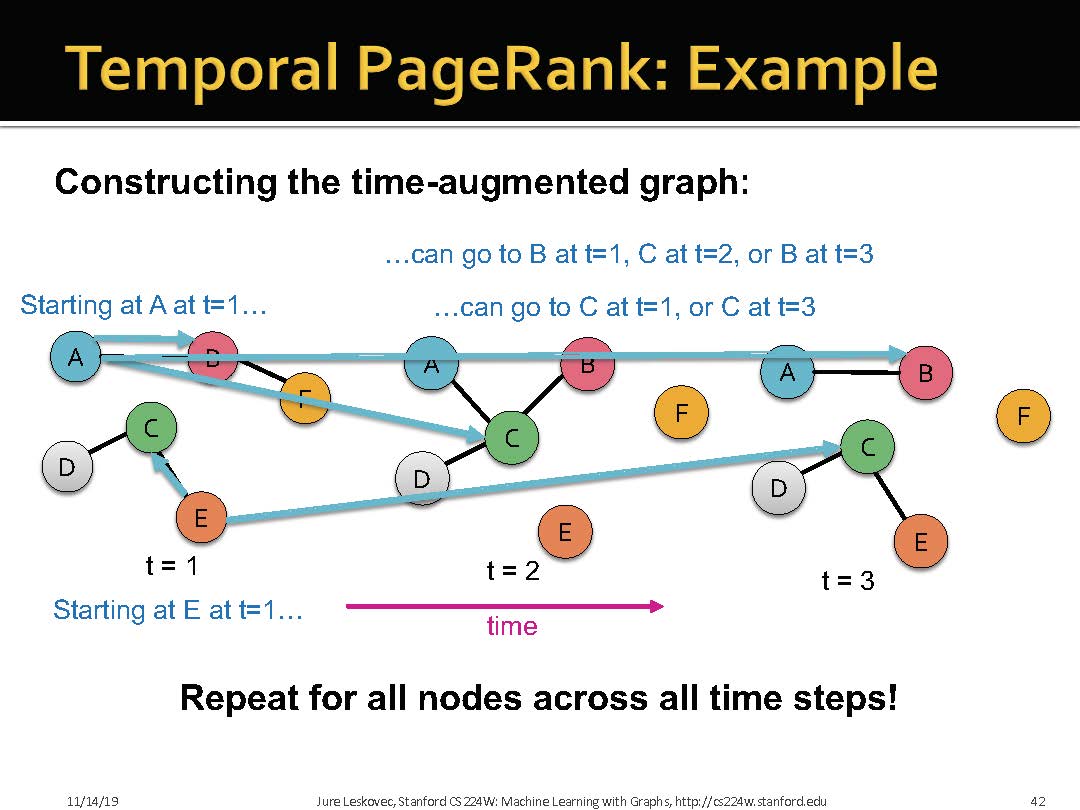 Temporal PageRank: Example
Constructing the time-augmented graph:
…can go to B at t=1, C at t=2, or B at t=3
Starting at A at t=1…
…can go to C at t=1, or C at t=3
A
B
F
C
D
E
t = 1
A
B
F
C
D
E
t = 2
A
B
F
C
D
E
t = 3
Starting at E at t=1…
time
Repeat for all nodes across all time steps!
11/14/19
Jure Leskovec, Stanford CS224W: Machine Learning with Graphs, http://cs224w.stanford.edu
42